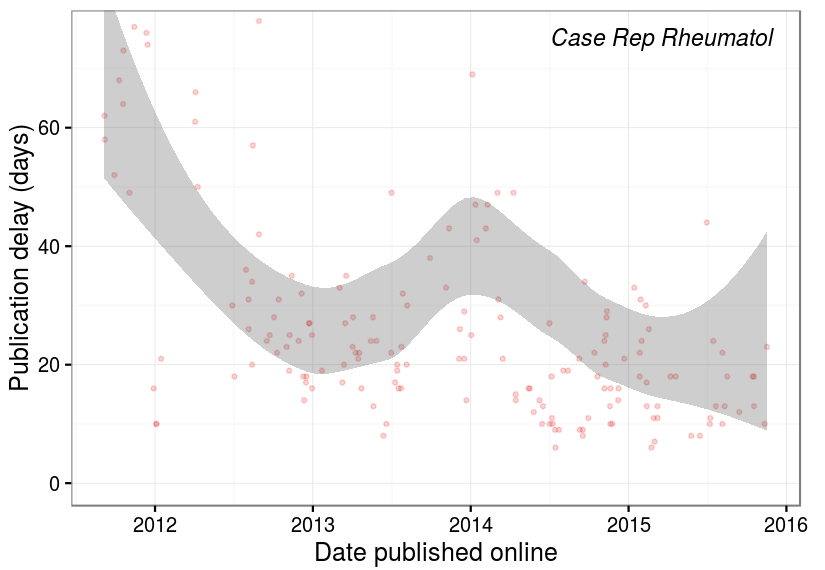 Case Rep Rheumatol
Publication delay (days)
60
40
20
0
2012 2013 2014 2015 2016
Date published online